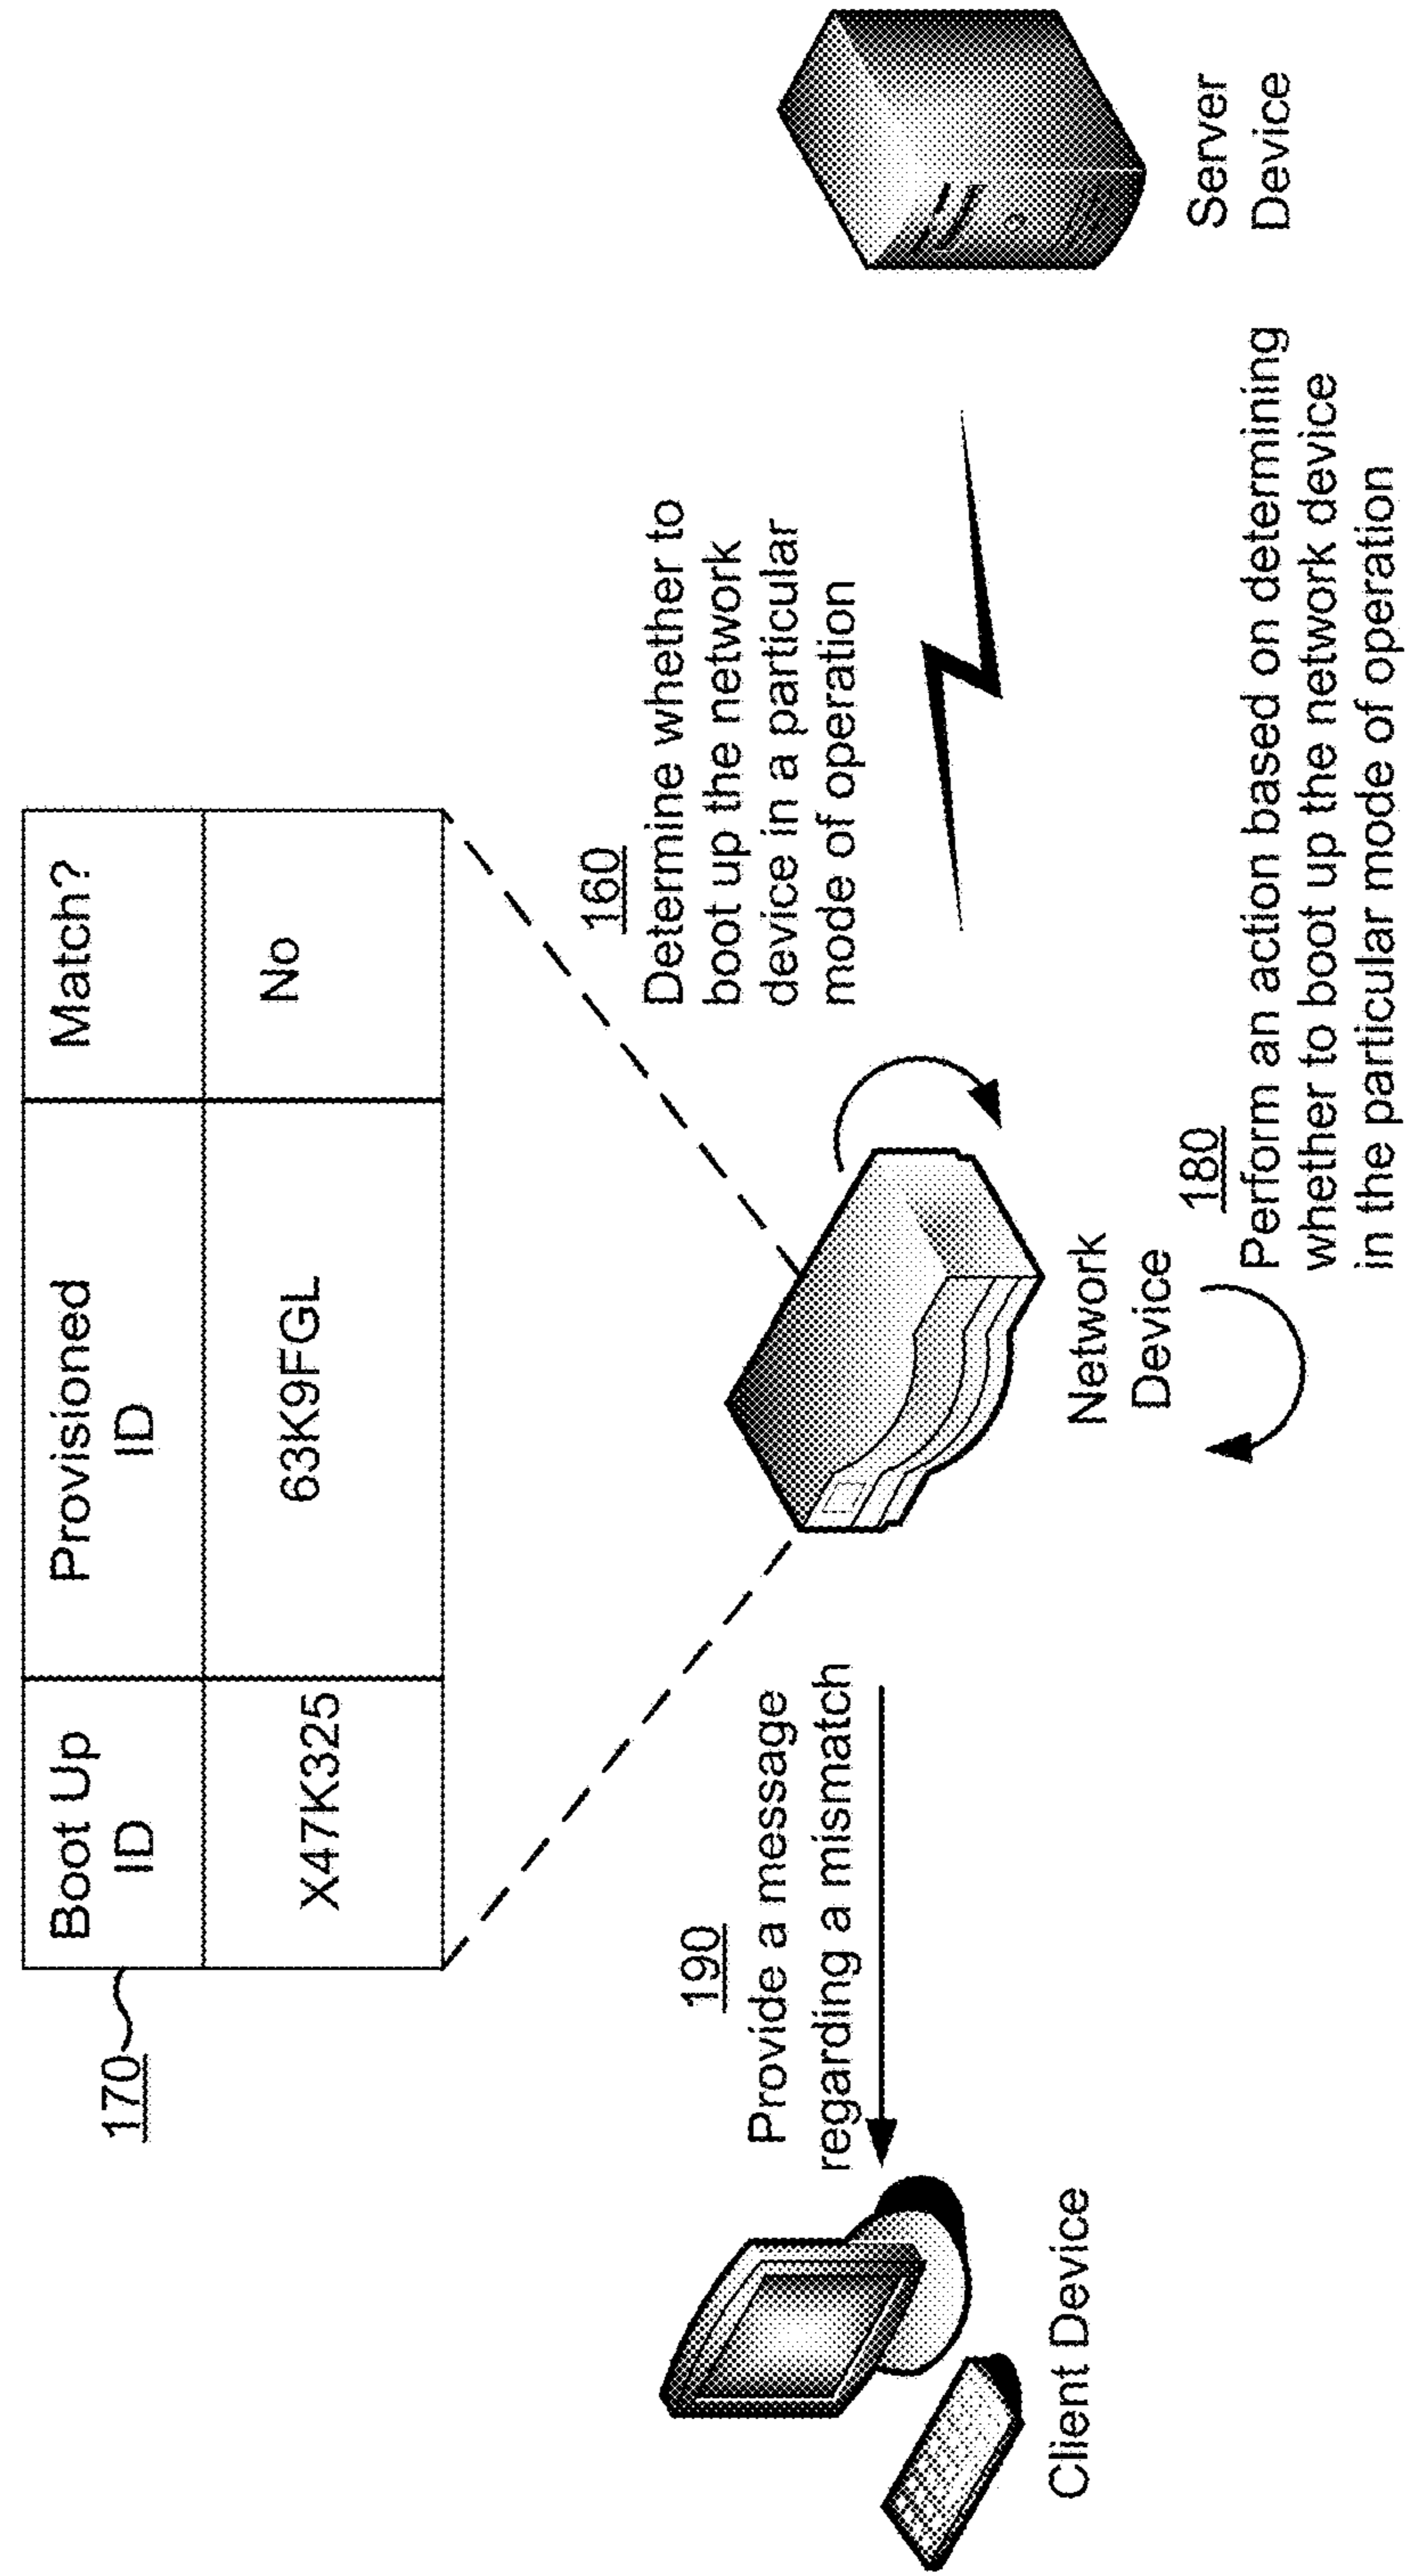 170
Boot Up
ID
Provisioned
ID
Match?
X47K325
63K9FGL
No
160
Determine whether to
boot up the network
device in a particular
mode of operation
190
Provide a message
regarding a mismatch
Client Device
Network
Device
Server
Device
180
Perform an action based on determining
whether to boot up the network device
in the particular mode of operation